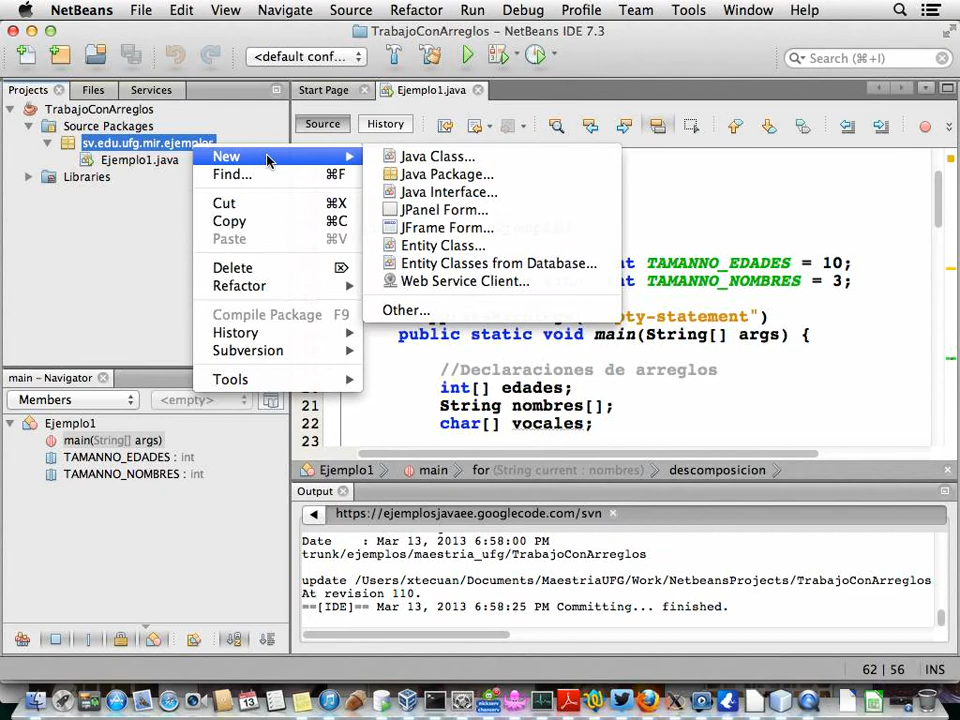 NetBeans File Edit View Navigate Source Refactor Run Debug Profile Team Tools Window Help
TrabajoConArreglos – NetBeans IDE 7.3
<default conf...
Search (⌘+I)
Projects Files Services
Start Page Ejemplo1.java
TrabajoConArreglos
Source Packages
sv.edu.ufg.mir.ejemplos
Ejemplo1.java
Libraries
Source History
New
Find... ⌘F
Cut ⌘X
Copy ⌘C
Paste ⌘V
Delete
Refactor
Compile Package F9
History
Subversion
Tools
Java Class...
Java Package...
Java Interface...
JPanel Form...
JFrame Form...
Entity Class...
Entity Classes from Database...
Web Service Client...
Other...
nt TAMANNO_EDADES = 10;
nt TAMANNO_NOMBRES = 3;
pty-statement")
public static void main(String[] args) {
//Declaraciones de arreglos
int[] edades;
21 String nombres[];
22 char[] vocales;
23
main - Navigator
Members <empty>
Ejemplo1
main(String[] args)
TAMANNO_EDADES : int
TAMANNO_NOMBRES : int
Ejemplo1 main for (String current : nombres) descomposicion
Output
https://ejemplosjavaee.googlecode.com/svn
Date : Mar 13, 2013 6:58:00 PM
trunk/ejemplos/maestria_ufg/TrabajoConArreglos
update /Users/xtecuan/Documents/MaestriaUFG/Work/NetbeansProjects/TrabajoConArreglos
At revision 110.
==[IDE]== Mar 13, 2013 6:58:25 PM Committing... finished.
62 | 56 INS